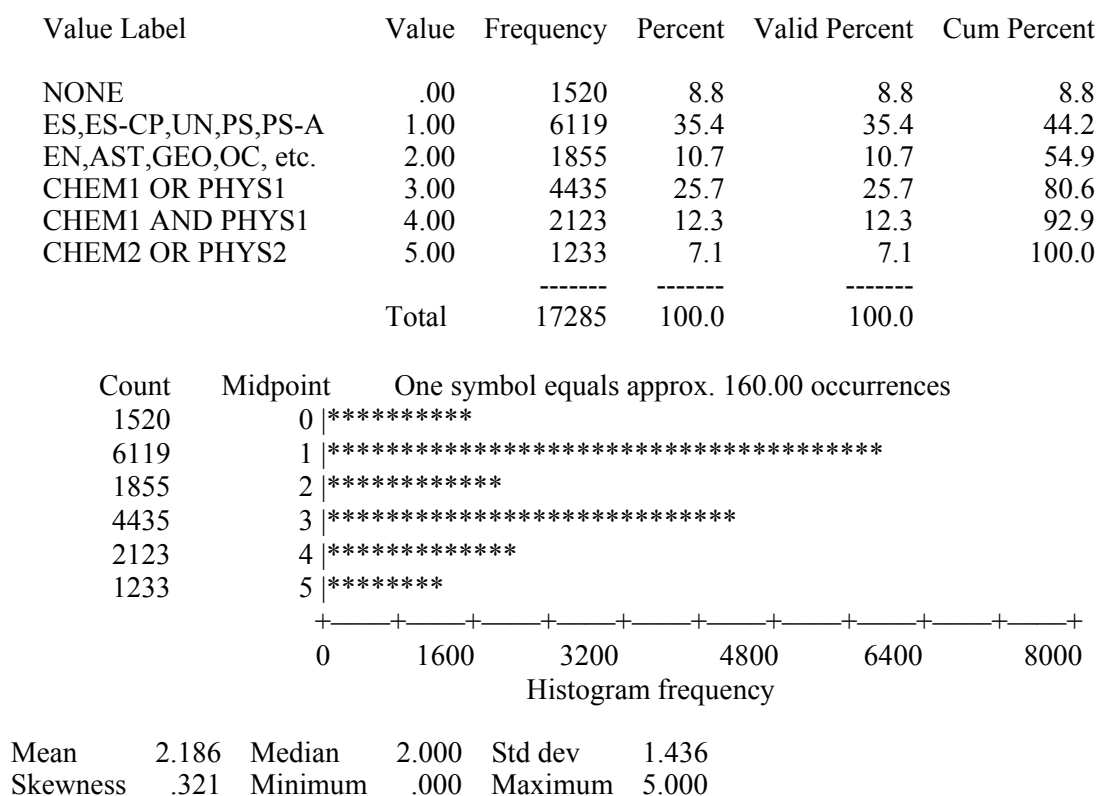 Value Label Value Frequency Percent Valid Percent Cum Percent
NONE .00 1520 8.8 8.8 8.8
ES,ES-CP,UN,PS,PS-A 1.00 6119 35.4 35.4 44.2
EN,AST,GEO,OC, etc. 2.00 1855 10.7 10.7 54.9
CHEM1 OR PHYS1 3.00 4435 25.7 25.7 80.6
CHEM1 AND PHYS1 4.00 2123 12.3 12.3 92.9
CHEM2 OR PHYS2 5.00 1233 7.1 7.1 100.0
------- ------- -------
Total 17285 100.0 100.0
Count Midpoint One symbol equals approx. 160.00 occurrences
1520 0 |**********
6119 1 |**************************************
1855 2 |************
4435 3 |****************************
2123 4 |*************
1233 5 |********
+——–+——–+——–+——–+——–+——–+——–+——–+——–+——–+
0 1600 3200 4800 6400 8000
Histogram frequency
Mean 2.186 Median 2.000 Std dev 1.436
Skewness .321 Minimum .000 Maximum 5.000